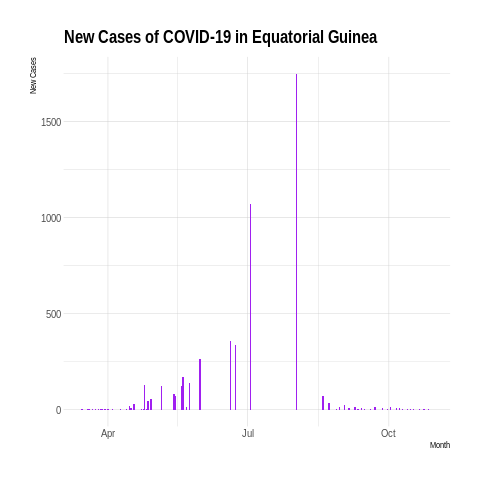 New Cases of COVID-19 in Equatorial Guinea
New Cases
1500
1000
500
0
Apr
Jul
Oct
Month